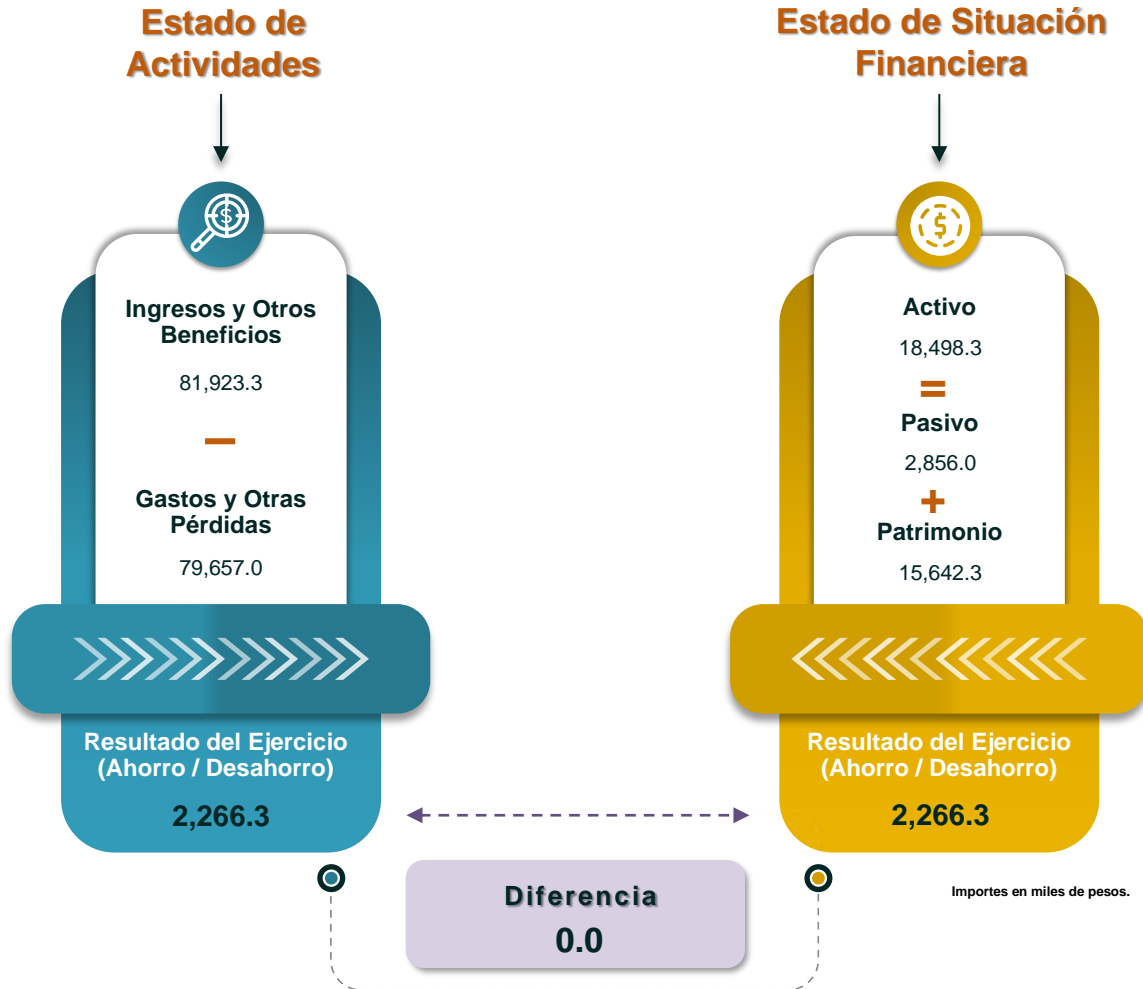 Estado de
Actividades
Ingresos y Otros
Beneficios
81,923.3
−
Gastos y Otras
Pérdidas
79,657.0
Resultado del Ejercicio
(Ahorro / Desahorro)
2,266.3
Estado de Situación
Financiera
Activo
18,498.3
=
Pasivo
2,856.0
+
Patrimonio
15,642.3
Resultado del Ejercicio
(Ahorro / Desahorro)
2,266.3
Diferencia
0.0
Importes en miles de pesos.